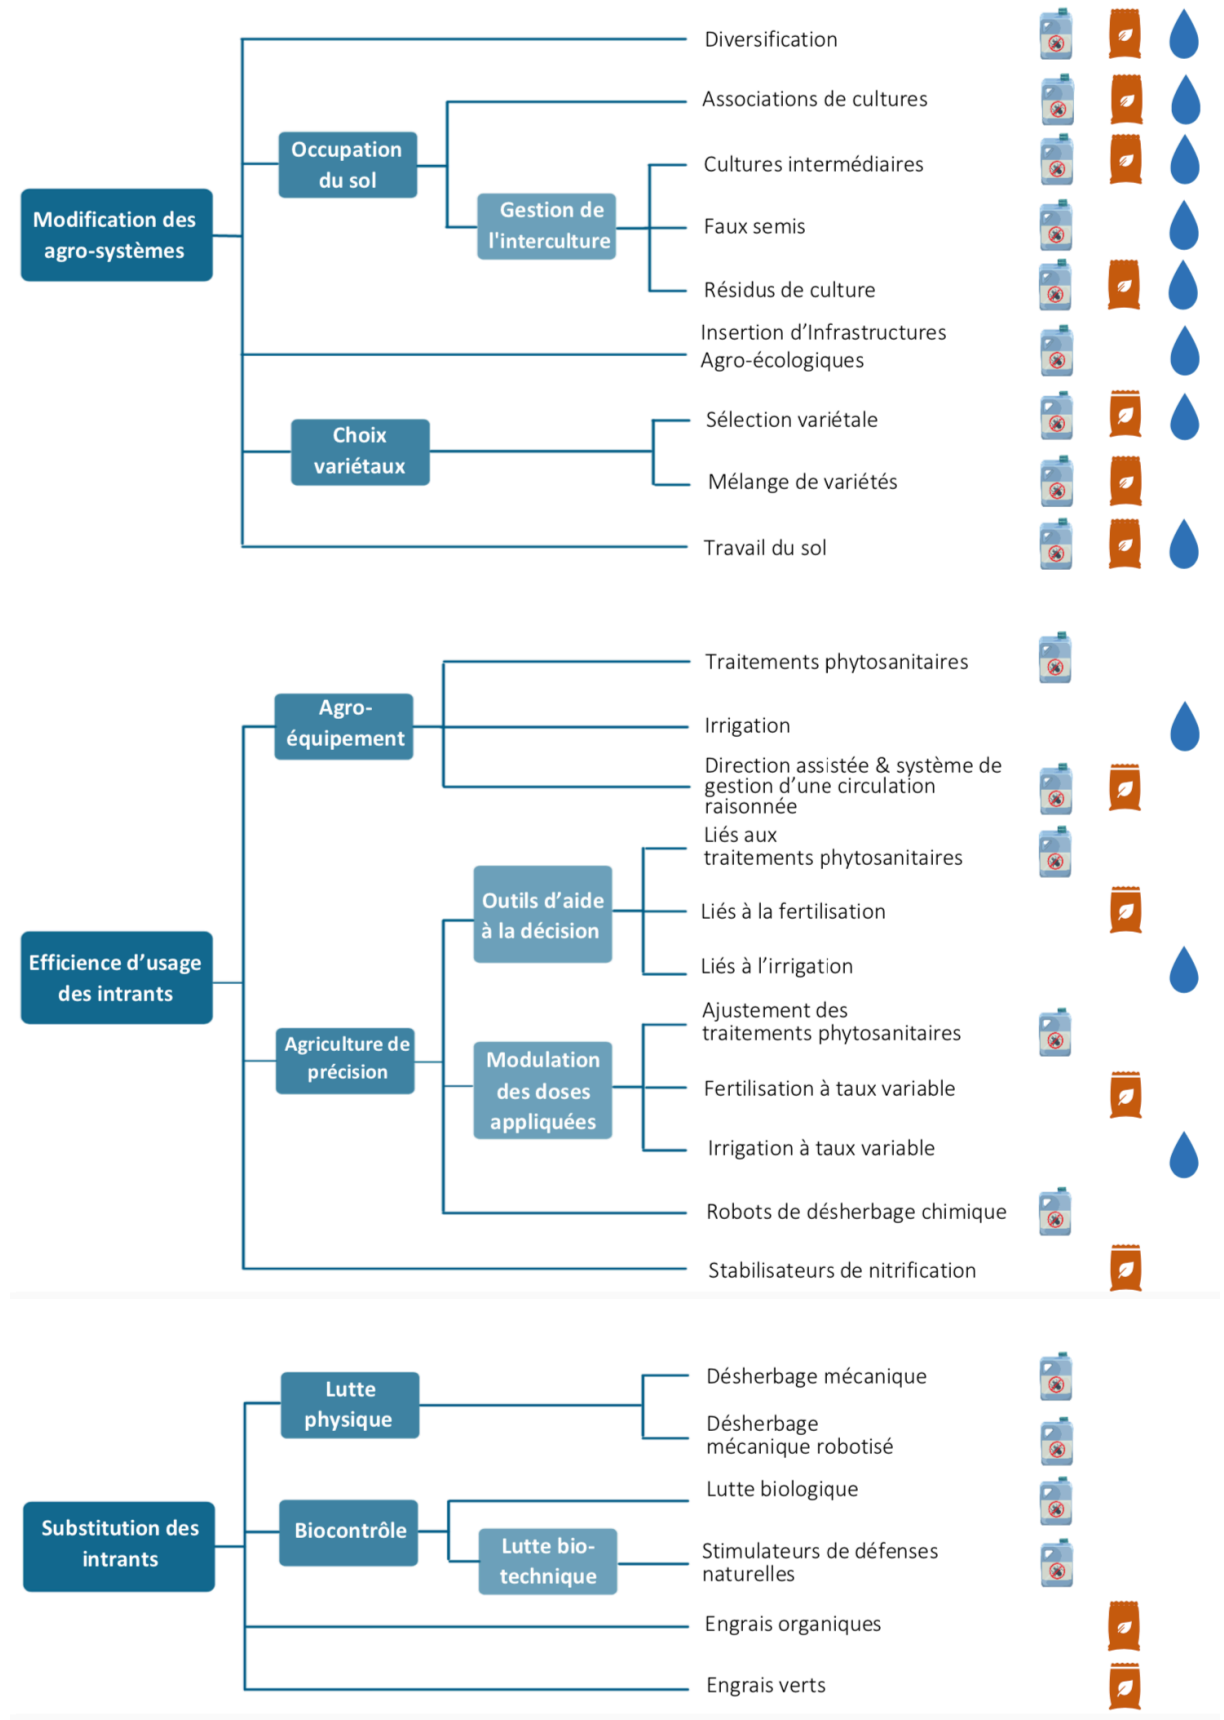 Diversification
Associations de cultures
Occupation
du sol
Cultures intermédiaires
Gestion de
l'interculture
Modification des
agro-systèmes
Faux semis
Résidus de culture
Insertion d’Infrastructures
Agro-écologiques
Choix
variétaux
Sélection variétale
Mélange de variétés
Travail du sol
Traitements phytosanitaires
Agro-
équipement
Irrigation
Direction assistée & système de
gestion d’une circulation
raisonnée
Liés aux
traitements phytosanitaires
Outils d’aide
à la décision
Liés à la fertilisation
Liés à l’irrigation
Efficience d’usage
des intrants
Ajustement des
traitements phytosanitaires
Agriculture de
précision
Modulation
des doses
appliquées
Fertilisation à taux variable
Irrigation à taux variable
Robots de désherbage chimique
Stabilisateurs de nitrification
Lutte
physique
Désherbage mécanique
Désherbage
mécanique robotisé
Lutte biologique
Substitution des
intrants
Biocontrôle
Lutte bio-
technique
Stimulateurs de défenses
naturelles
Engrais organiques
Engrais verts